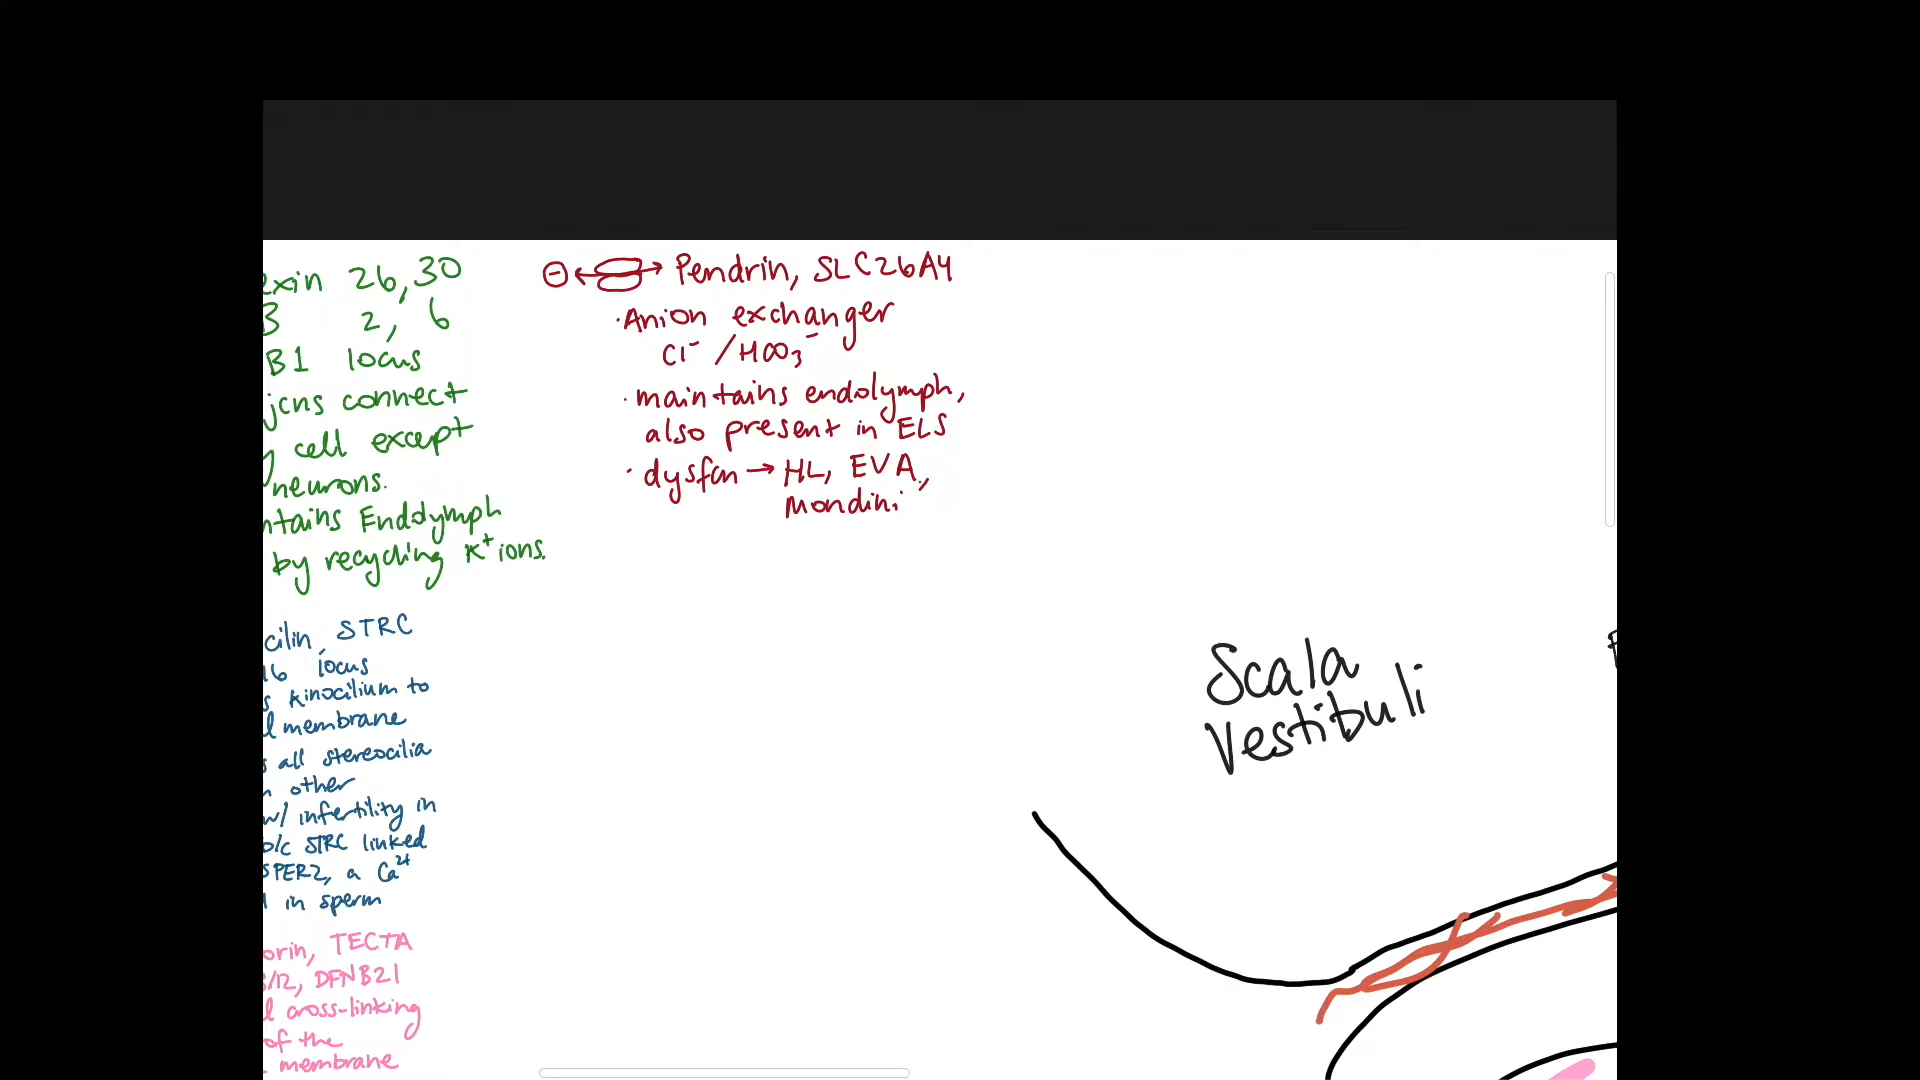 exin 26,30
3 2, 6
B1 locus
jcns connect
cell except
neurons.
ntains Endolymph
by recycling K+ ions.
⊖ Pendrin, SLC26A4
·Anion exchanger
Cl⁻ /HCO₃⁻
·maintains endolymph,
also present in ELS
·dysfxn → HL, EVA,
Mondini
cilin, STRC
16 locus
s kinocilium to
l membrane
s all stereocilia
other
w/ infertility in
b/c STRC linked
SPER2, a Ca²⁺
l in sperm
orin, TECTA
8/12, DFNB21
l cross-linking
of the
membrane
Scala
Vestibuli